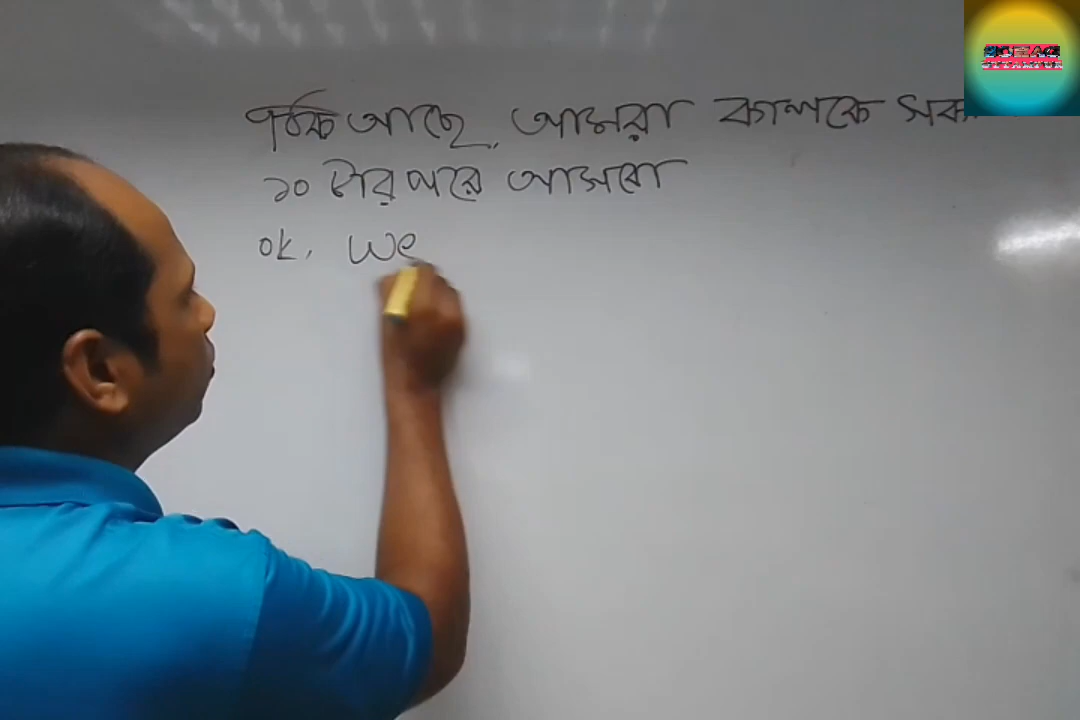 ঠিক আছে, আমরা কালকে সকা
১০ টার পরে আসবো
ok, we